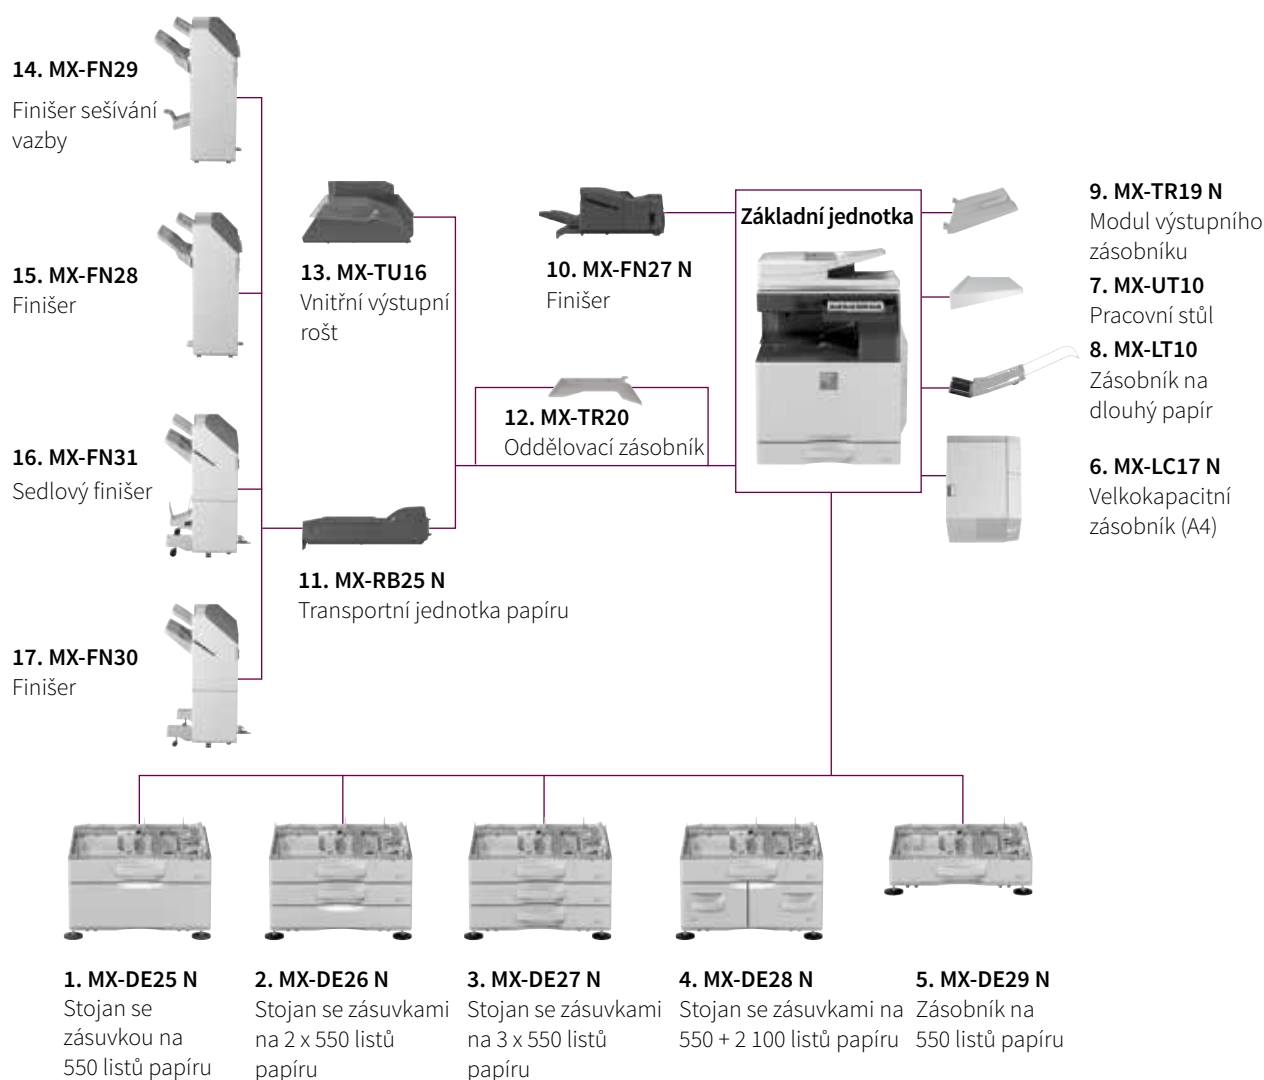 14. MX-FN29
Finišer sešívání
vazby
15. MX-FN28
Finišer
16. MX-FN31
Sedlový finišer
17. MX-FN30
Finišer
13. MX-TU16
Vnitřní výstupní
rošt
10. MX-FN27 N
Finišer
12. MX-TR20
Oddělovací zásobník
11. MX-RB25 N
Transportní jednotka papíru
Základní jednotka
9. MX-TR19 N
Modul výstupního
zásobníku
7. MX-UT10
Pracovní stůl
8. MX-LT10
Zásobník na
dlouhý papír
6. MX-LC17 N
Velkokapacitní
zásobník (A4)
1. MX-DE25 N
Stojan se
zásuvkou na
550 listů papíru
2. MX-DE26 N
Stojan se zásuvkami
na 2 x 550 listů
papíru
3. MX-DE27 N
Stojan se zásuvkami
na 3 x 550 listů
papíru
4. MX-DE28 N
Stojan se zásuvkami na
550 + 2 100 listů papíru
5. MX-DE29 N
Zásobník na
550 listů papíru